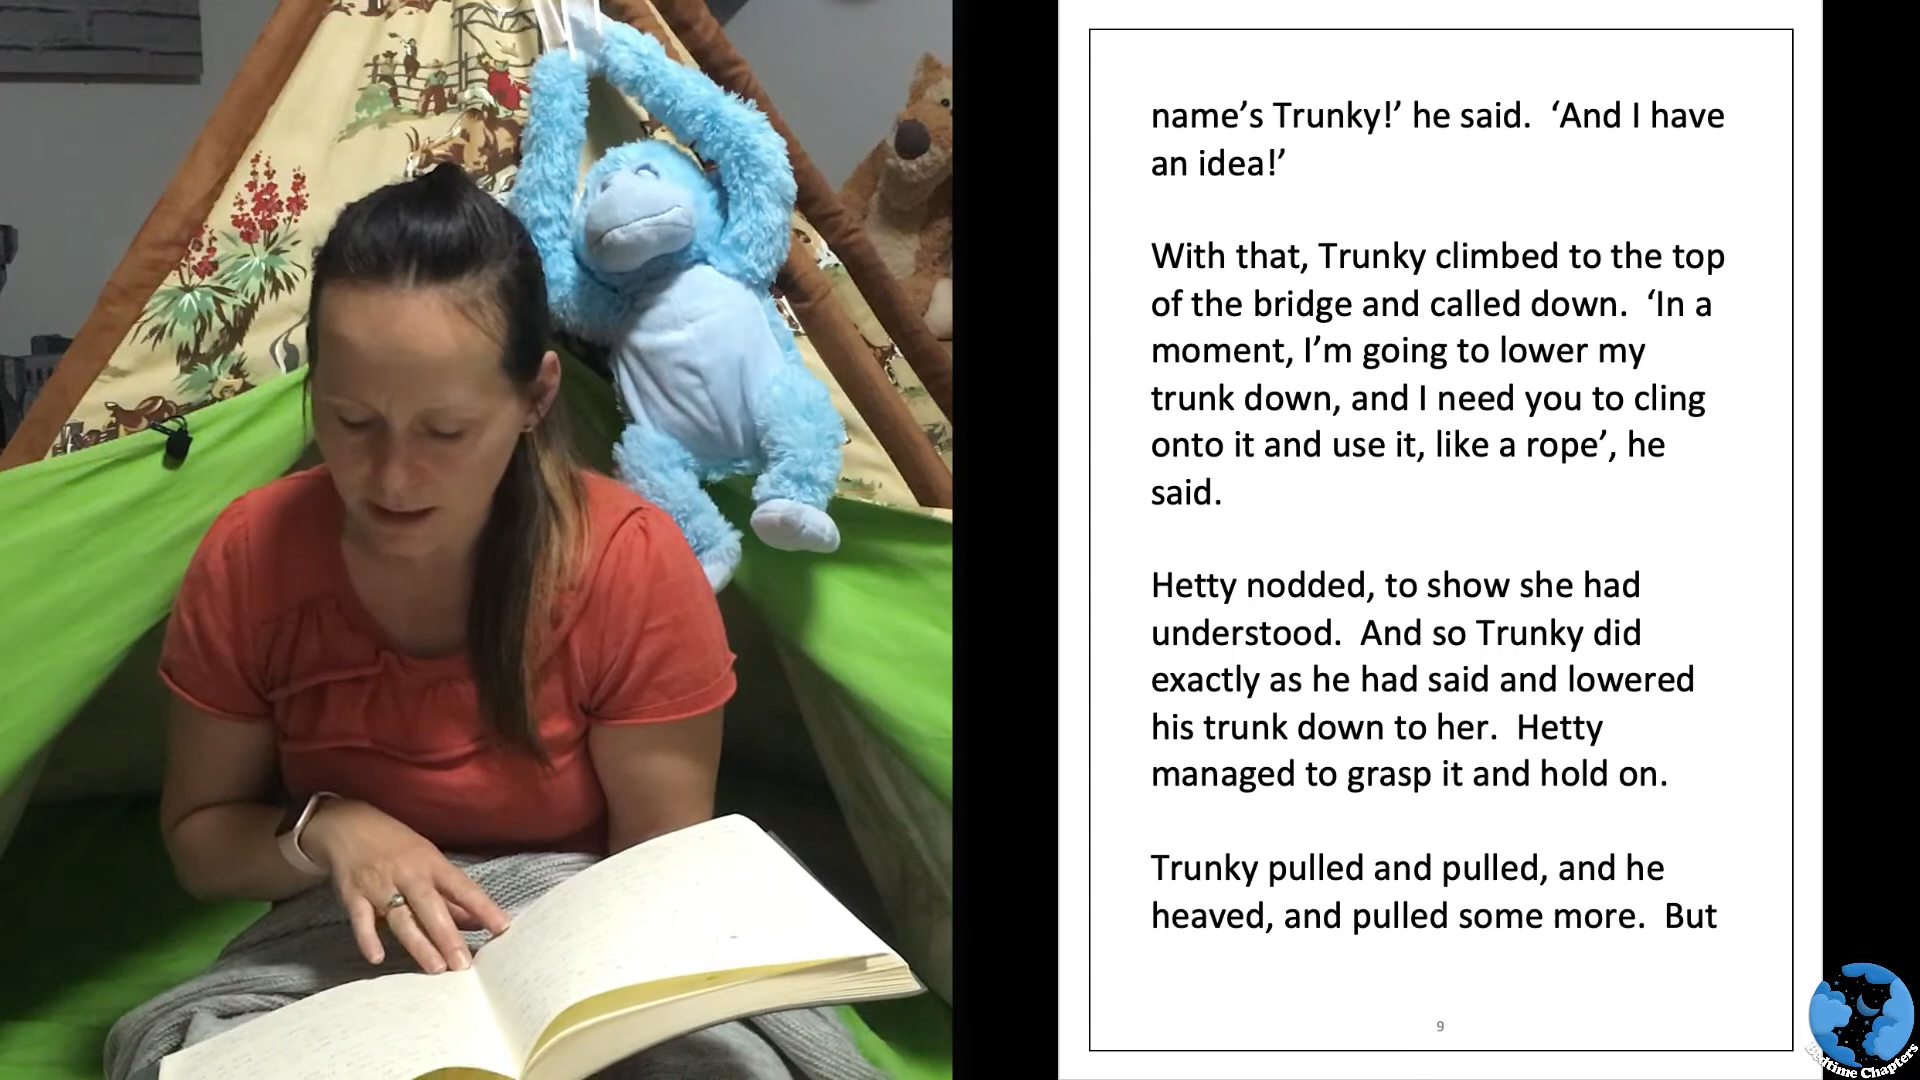 name’s Trunky!’ he said.  ‘And I have
an idea!’
With that, Trunky climbed to the top
of the bridge and called down.  ‘In a
moment, I’m going to lower my
trunk down, and I need you to cling
onto it and use it, like a rope’, he
said.
Hetty nodded, to show she had
understood.  And so Trunky did
exactly as he had said and lowered
his trunk down to her.  Hetty
managed to grasp it and hold on.
Trunky pulled and pulled, and he
heaved, and pulled some more.  But
9
Bedtime Chapters